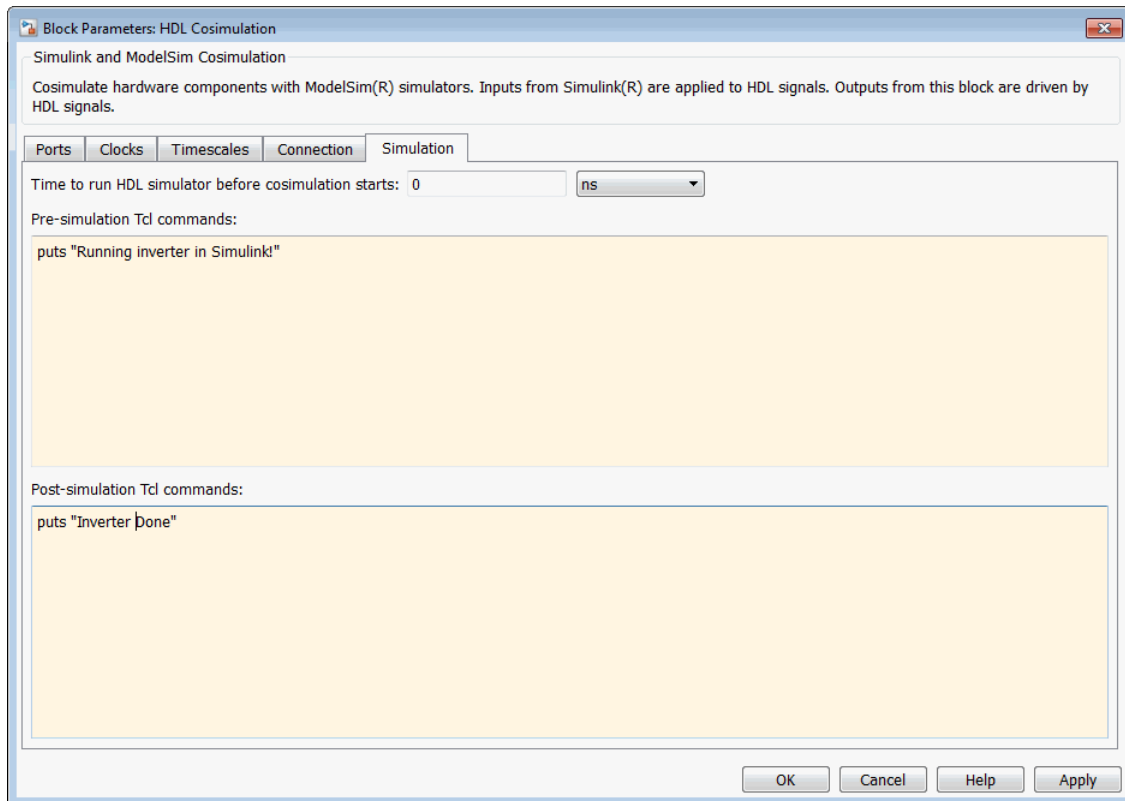 Block Parameters: HDL Cosimulation
Simulink and ModelSim Cosimulation
Cosimulate hardware components with ModelSim(R) simulators. Inputs from Simulink(R) are applied to HDL signals. Outputs from this block are driven by
HDL signals.
Ports Clocks Timescales Connection Simulation
Time to run HDL simulator before cosimulation starts: 0 ns
Pre-simulation Tcl commands:
puts "Running inverter in Simulink!"
Post-simulation Tcl commands:
puts "Inverter Done"
OK Cancel Help Apply